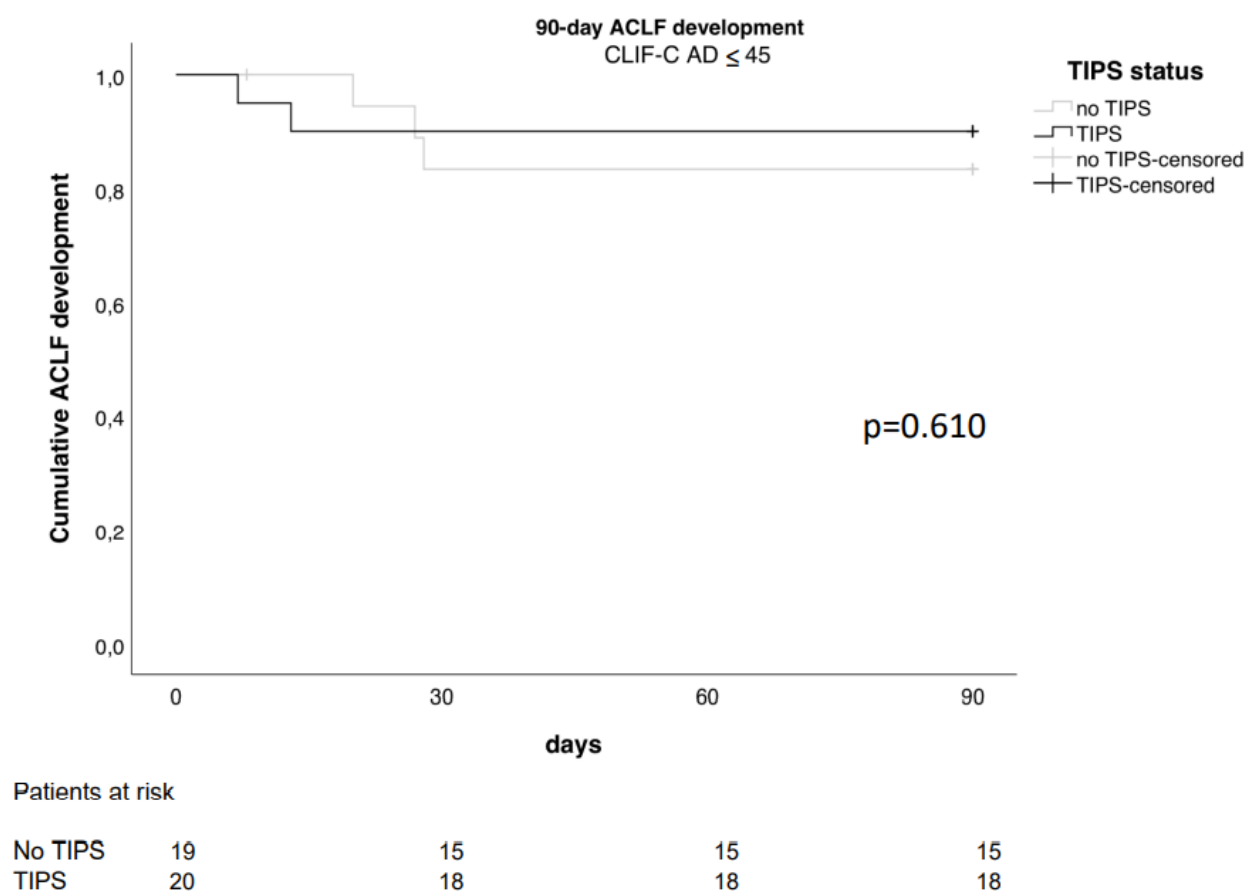 90-day ACLF development
CLIF-C AD ≤ 45
TIPS status
no TIPS
TIPS
no TIPS-censored
TIPS-censored
Cumulative ACLF development
1,0
0,8
0,6
0,4
0,2
0,0
p=0.610
0 30 60 90
days
Patients at risk
No TIPS 19 15 15 15
TIPS 20 18 18 18